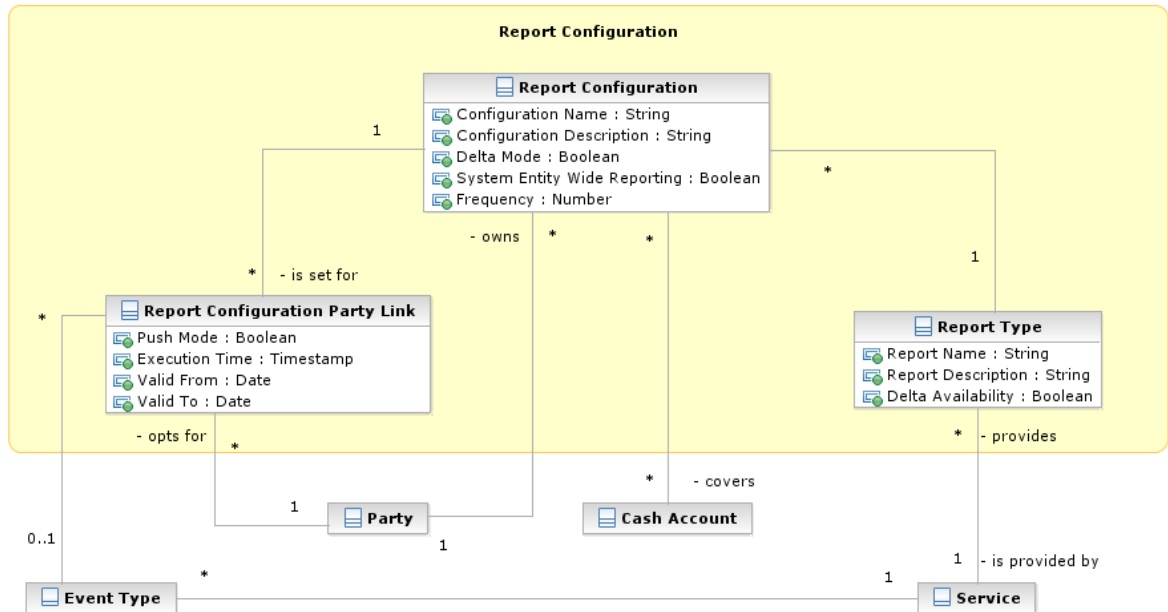 Report Configuration
Report Configuration
Configuration Name : String
Configuration Description : String
Delta Mode : Boolean
System Entity Wide Reporting : Boolean
Frequency : Number
1
*
- owns
*
*
1
*
- is set for
*
Report Configuration Party Link
Push Mode : Boolean
Execution Time : Timestamp
Valid From : Date
Valid To : Date
Report Type
Report Name : String
Report Description : String
Delta Availability : Boolean
- opts for
*
*
- provides
*
- covers
1
Party
1
Cash Account
0..1
*
1
1
- is provided by
Event Type
Service